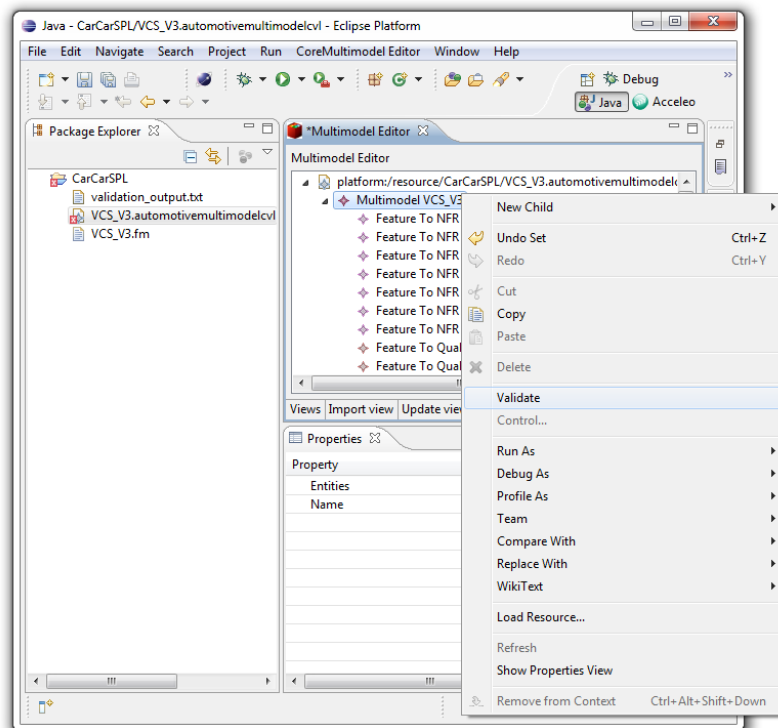 Java - CarCarSPL/VCS_V3.automotivemultimodelcvl - Eclipse Platform
File Edit Navigate Search Project Run CoreMultimodel Editor Window Help
Debug
Java
Acceleo
Package Explorer
CarCarSPL
validation_output.txt
VCS_V3.automotivemultimodelcvl
VCS_V3.fm
*Multimodel Editor
Multimodel Editor
platform:/resource/CarCarSPL/VCS_V3.automotivemultimodelc
Multimodel VCS_V3
Feature To NFR
Feature To NFR
Feature To NFR
Feature To NFR
Feature To NFR
Feature To NFR
Feature To NFR
Feature To Qual
Feature To Qual
Views Import view Update view
Properties
Property
Entities
Name
New Child
Undo Set Ctrl+Z
Redo Ctrl+Y
Cut
Copy
Paste
Delete
Validate
Control...
Run As
Debug As
Profile As
Team
Compare With
Replace With
WikiText
Load Resource...
Refresh
Show Properties View
Remove from Context Ctrl+Alt+Shift+Down